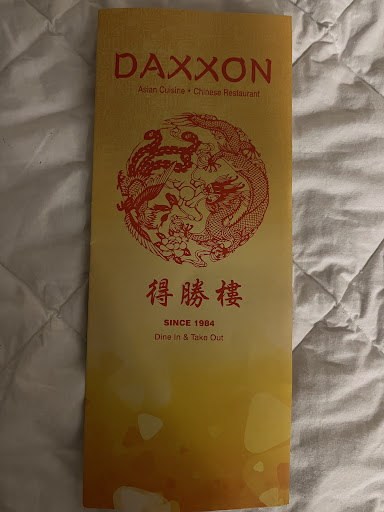 DAXXON
Asian Cuisine • Chinese Restaurant
得勝樓
SINCE 1984
Dine In & Take Out